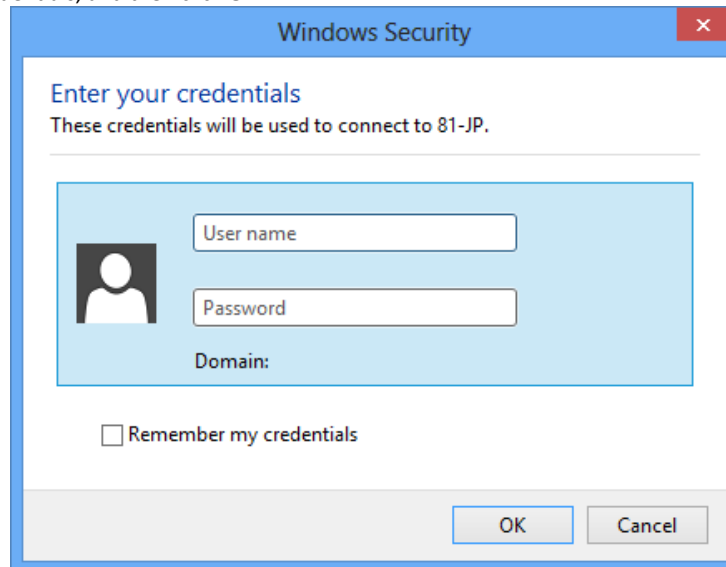 Windows Security
Enter your credentials
These credentials will be used to connect to 81-JP.
User name
Password
Domain:
Remember my credentials
OK
Cancel